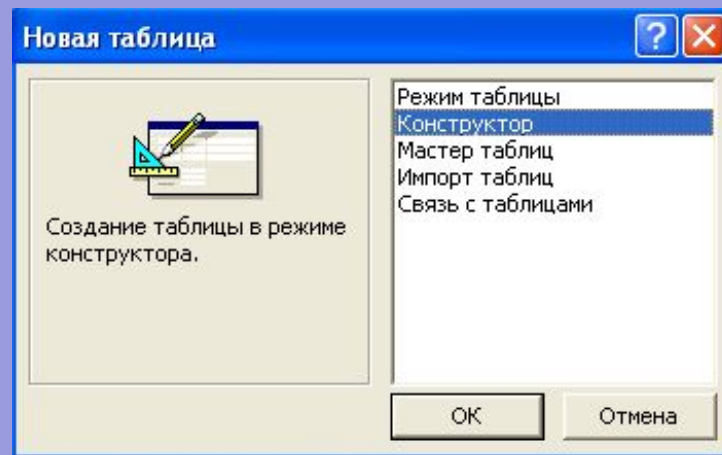 Новая таблица
Создание таблицы в режиме
конструктора.
Режим таблицы
Конструктор
Мастер таблиц
Импорт таблиц
Связь с таблицами
ОК
Отмена